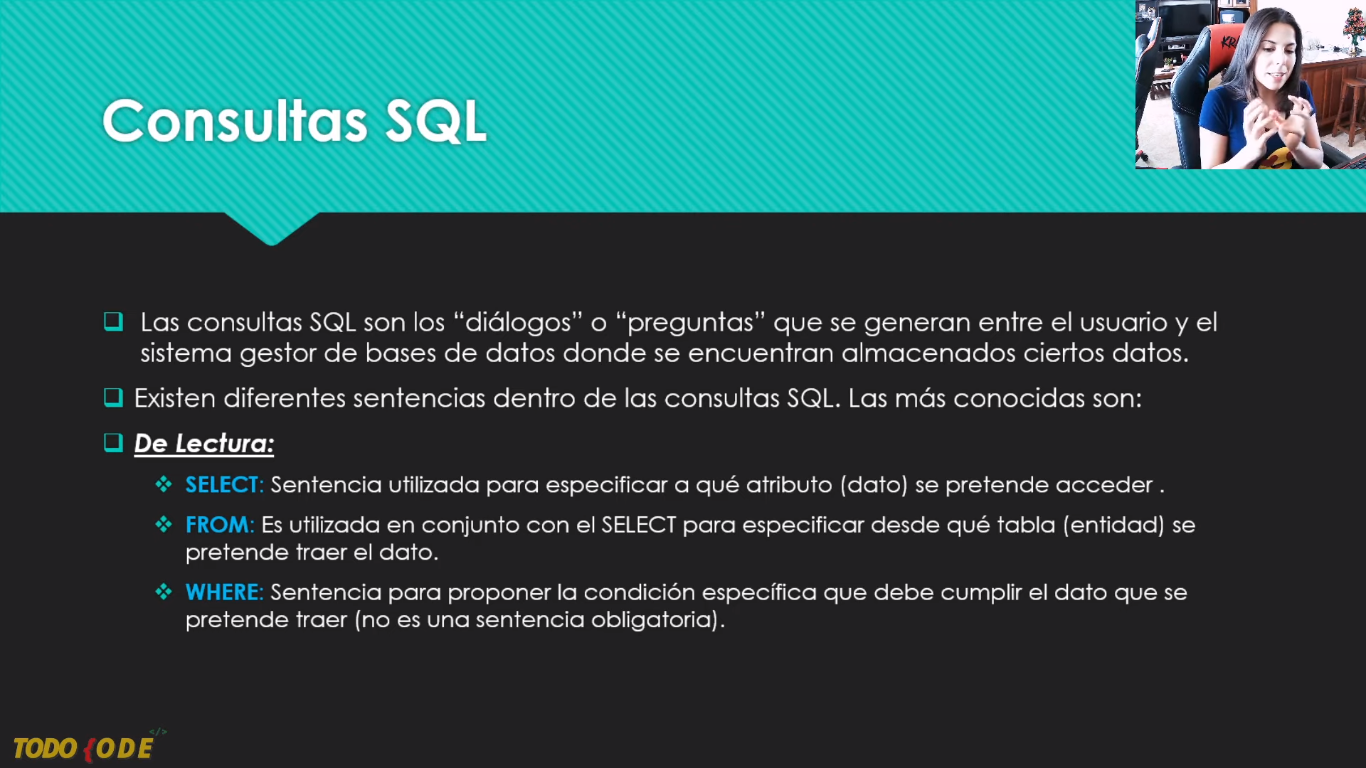 Consultas SQL
Las consultas SQL son los “diálogos” o “preguntas” que se generan entre el usuario y el
sistema gestor de bases de datos donde se encuentran almacenados ciertos datos.
Existen diferentes sentencias dentro de las consultas SQL. Las más conocidas son:
De Lectura:
SELECT: Sentencia utilizada para especificar a qué atributo (dato) se pretende acceder .
FROM: Es utilizada en conjunto con el SELECT para especificar desde qué tabla (entidad) se
pretende traer el dato.
WHERE: Sentencia para proponer la condición específica que debe cumplir el dato que se
pretende traer (no es una sentencia obligatoria).
TODO {ODE </>